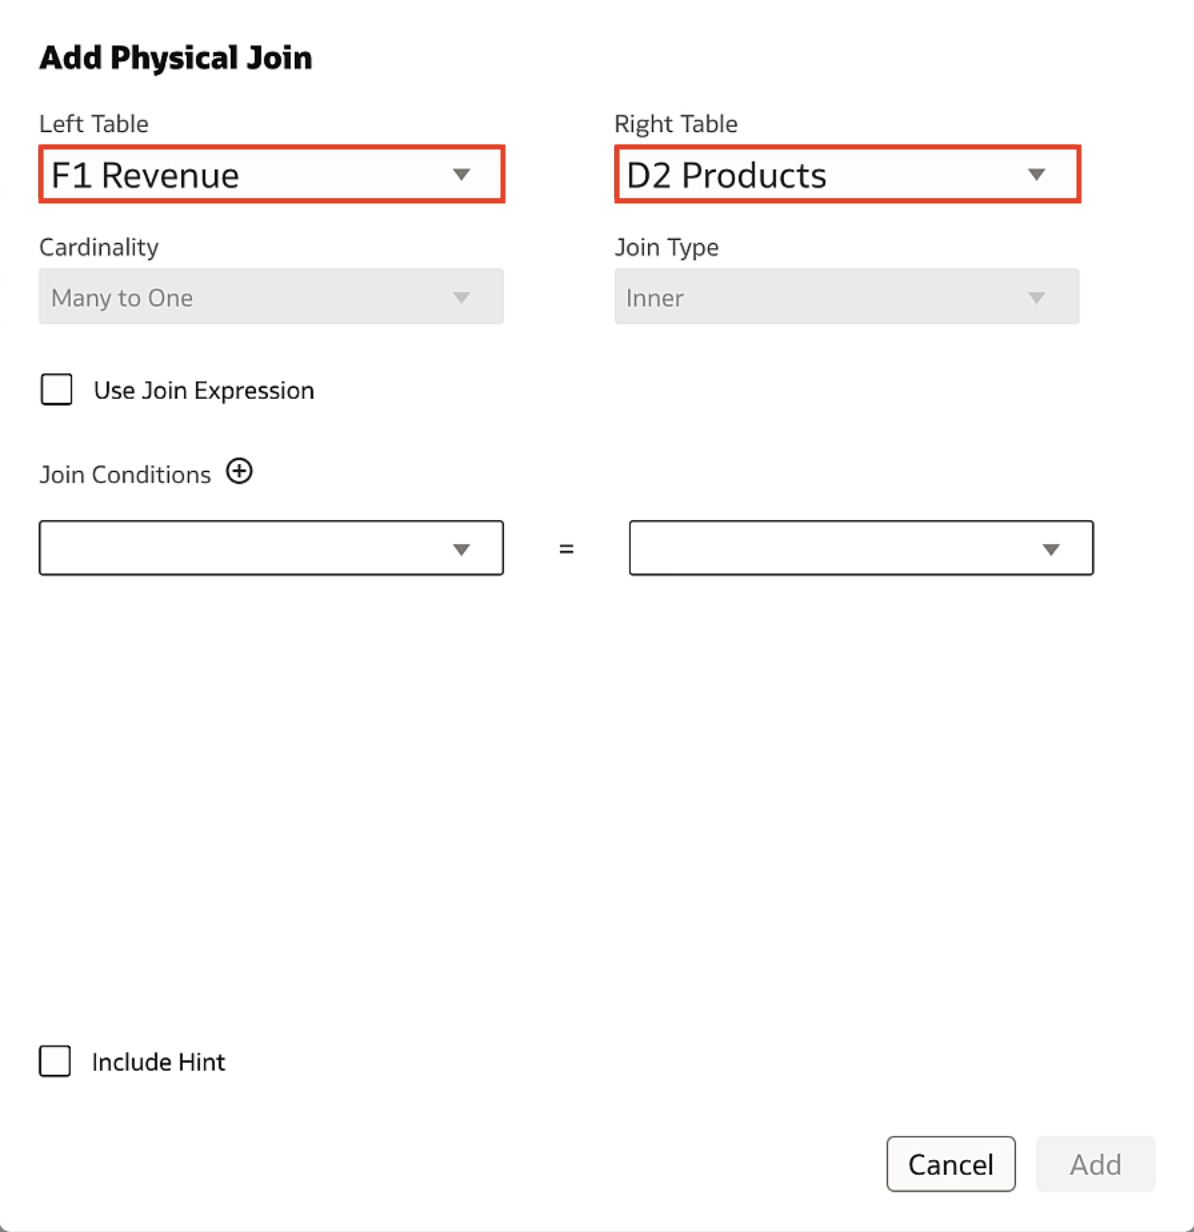 Add Physical Join
Left Table
Right Table
F1 Revenue
D2 Products
Cardinality
Join Type
Many to One
Inner
Use Join Expression
Join Conditions
=
Include Hint
Cancel
Add